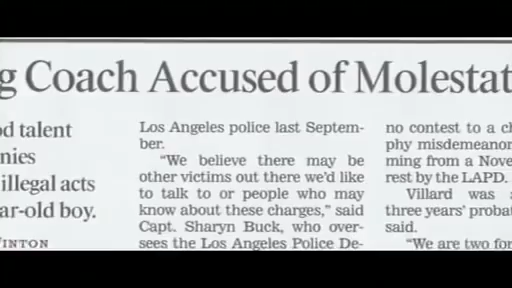 g Coach Accused of Molestat
od talent
nies
illegal acts
ar-old boy.
INTON
Los Angeles police last Septem-
ber.
"We believe there may be
other victims out there we'd like
to talk to or people who may
know about these charges," said
Capt. Sharyn Buck, who over-
sees the Los Angeles Police De-
no contest to a ch
phy misdemeanor
ming from a Nove
rest by the LAPD.
Villard was
three years' probat
said.
"We are two for